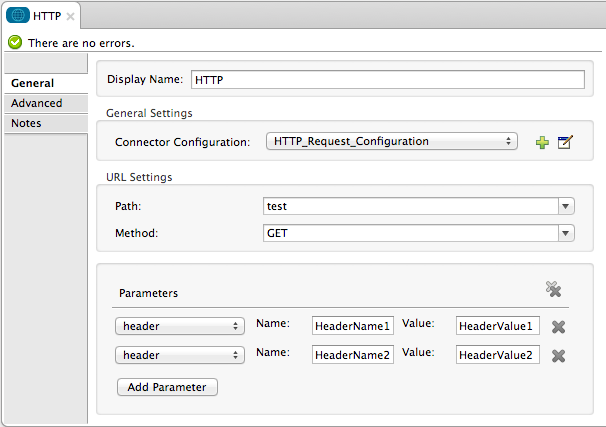 HTTP
There are no errors.
General
Advanced
Notes
Display Name: HTTP
General Settings
Connector Configuration: HTTP_Request_Configuration
URL Settings
Path: test
Method: GET
Parameters
header Name: HeaderName1 Value: HeaderValue1
header Name: HeaderName2 Value: HeaderValue2
Add Parameter